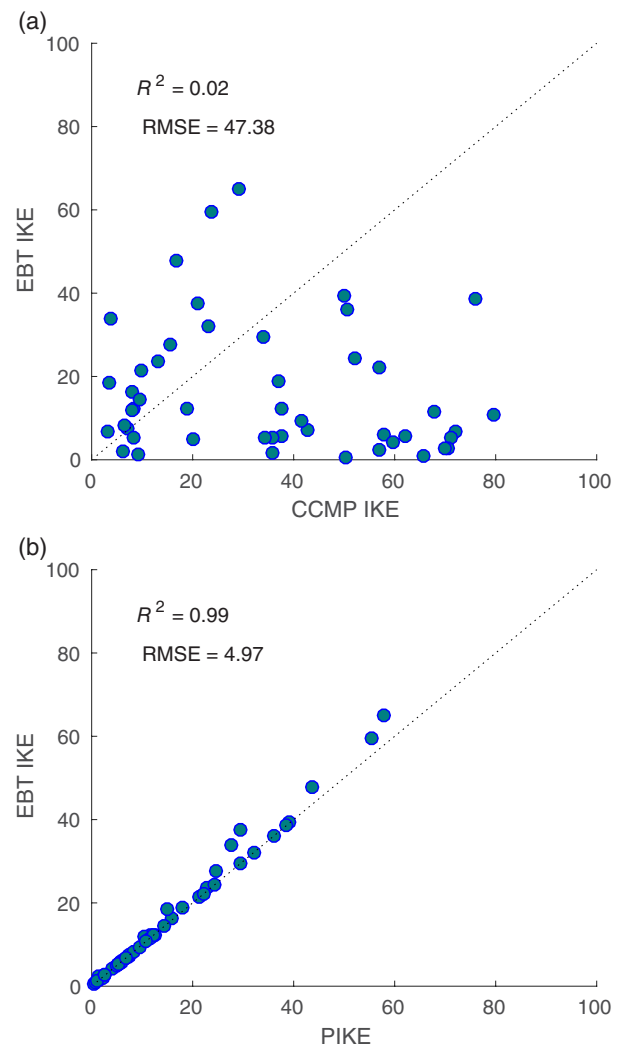 (a)
100
80
60
40
20
0
EBT IKE
R² = 0.02
RMSE = 47.38
0 20 40 60 80 100
CCMP IKE
(b)
100
80
60
40
20
0
EBT IKE
R² = 0.99
RMSE = 4.97
0 20 40 60 80 100
PIKE